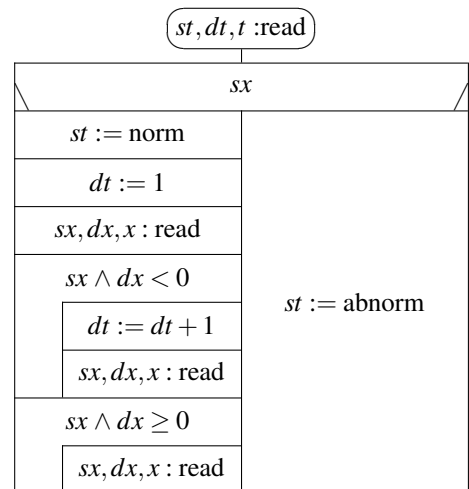 st, dt, t :read
sx
st := norm
dt := 1
sx, dx, x : read
sx ∧ dx < 0
dt := dt + 1
sx, dx, x : read
sx ∧ dx ≥ 0
sx, dx, x : read
st := abnorm